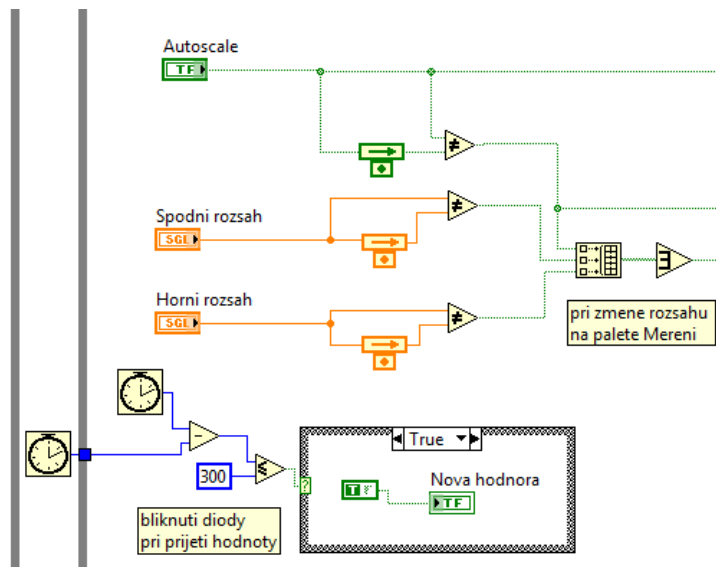 Autoscale
TF
Spodni rozsah
SGL
Horni rozsah
SGL
pri zmene rozsahu
na palete Mereni
True
300
T
Nova hodnora
TF
bliknuti diody
pri prijeti hodnoty